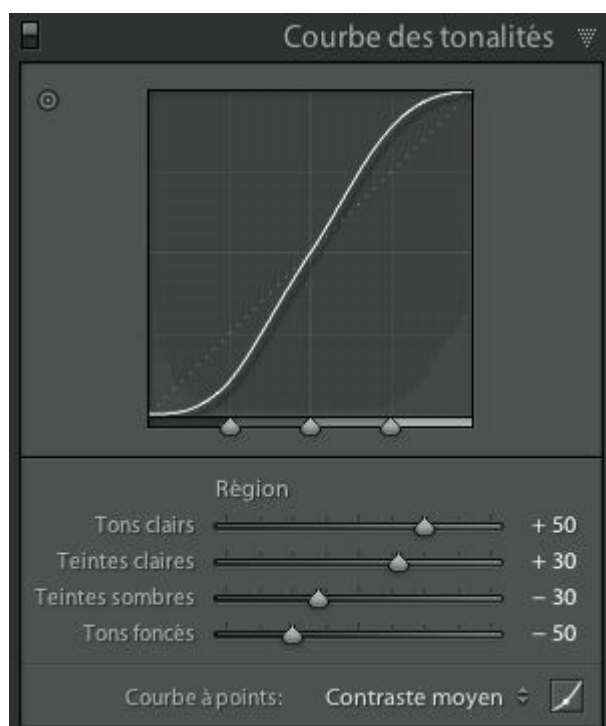 Courbe des tonalités
Région
Tons clairs + 50
Teintes claires + 30
Teintes sombres − 30
Tons foncés − 50
Courbe à points: Contraste moyen